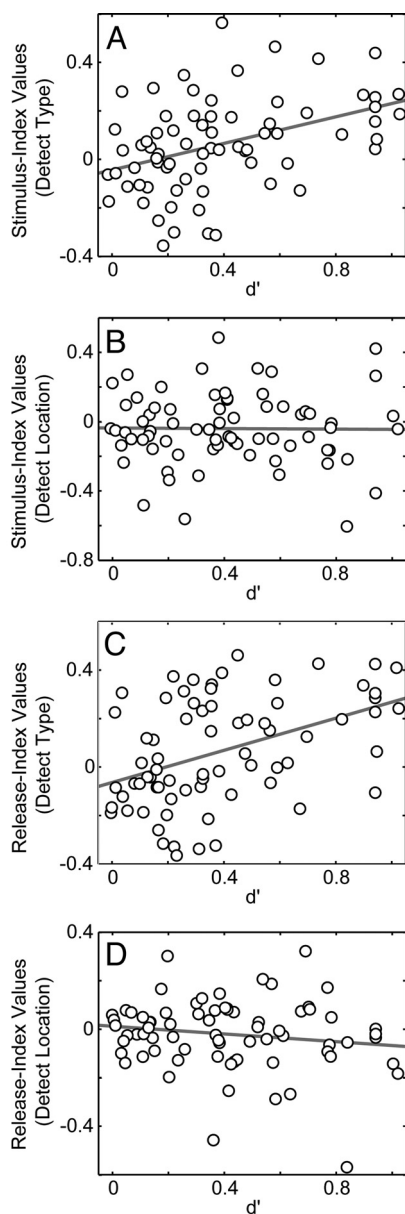 A
Stimulus-Index Values
(Detect Type)
0.4
0
-0.4
0 0.4 0.8
d'
B
Stimulus-Index Values
(Detect Location)
0.4
0
-0.4
-0.8
0 0.4 0.8
d'
C
Release-Index Values
(Detect Type)
0.4
0
-0.4
0 0.4 0.8
d'
D
Release-Index Values
(Detect Location)
0.4
0
-0.4
0 0.4 0.8
d'